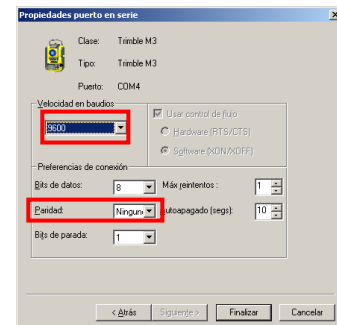 Propiedades puerto en serie
Clase: Trimble M3
Tipo: Trimble M3
Puerto: COM4
Velocidad en baudios
9600
Usar control de flujo
Hardware (RTS/CTS)
Software (XON/XOFF)
Preferencias de conexión
Bits de datos: 8 Máx reintentos : 1
Paridad: Ninguno Autoapagado (segs): 10
Bits de parada: 1
< Atrás Siguiente > Finalizar Cancelar